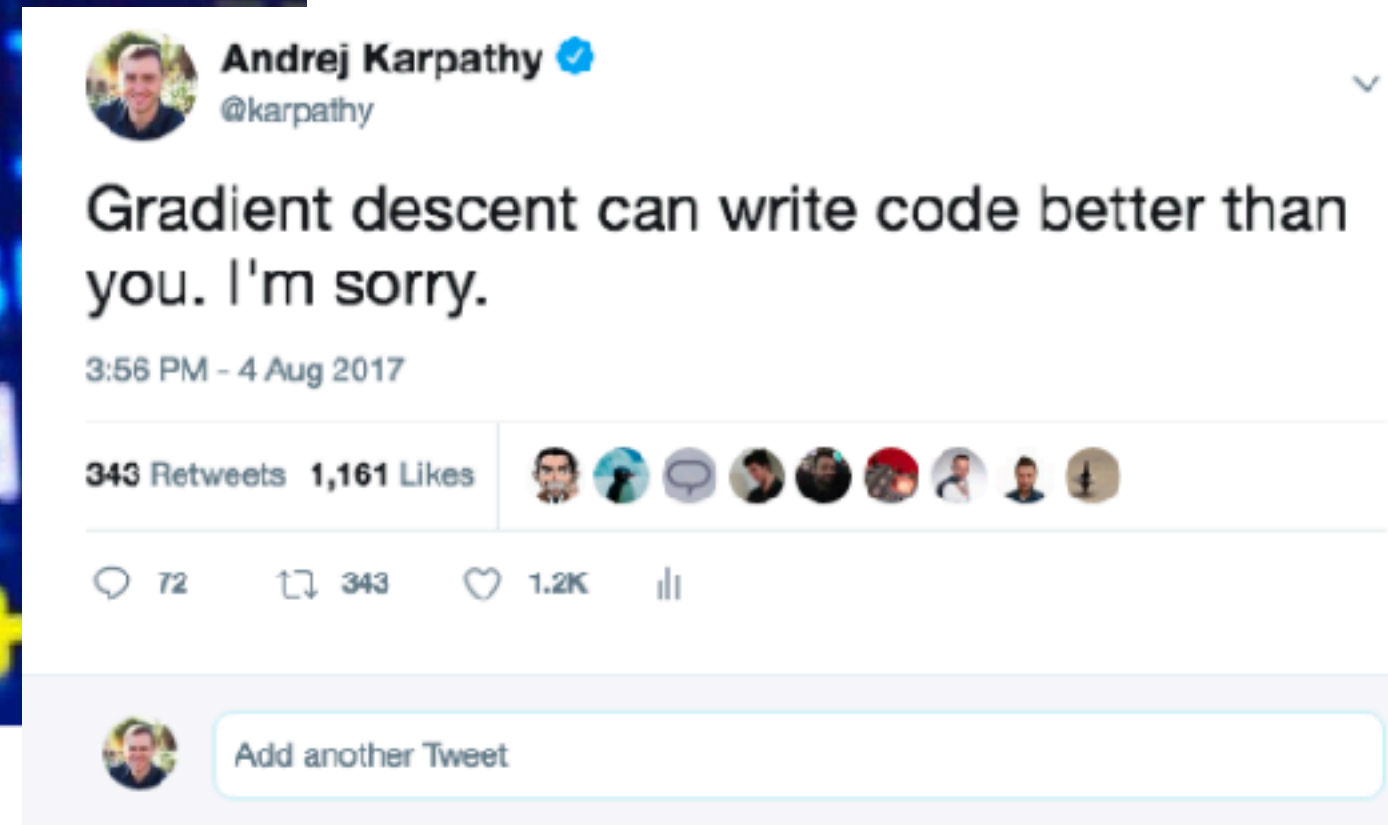 Andrej Karpathy
@karpathy
Gradient descent can write code better than
you. I'm sorry.
3:56 PM - 4 Aug 2017
343 Retweets 1,161 Likes
72 343 1.2K
Add another Tweet